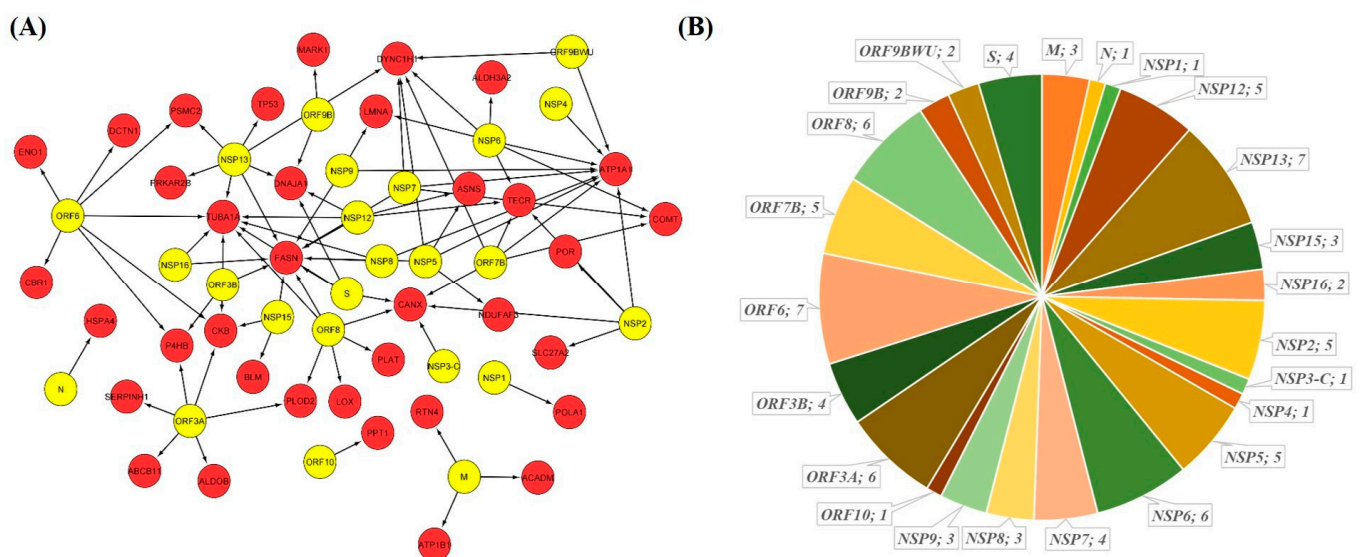 (A)
MARK1
DYNC1H1
ORF9BWU
ALDH3A2
PSMC2
TP53
ORF9B
LMNA
NSP4
DCTN1
NSP6
ENO1
NSP13
NSP9
ATP1A1
PRKAR2B
DNAJA1
NSP7
ASNS
TECR
ORF6
TUBA1A
NSP12
COMT
NSP16
FASN
NSP8
NSP5
ORF7B
POR
CBR1
ORF3B
S
CANX
NDUFAF3
NSP2
HSPA4
P4HB
CKB
NSP15
ORF8
PLAT
NSP3-C
SLC27A2
N
BLM
NSP1
SERPINH1
ORF3A
PLOD2
LOX
RTN4
POLA1
ABCB11
ALDOB
ORF10
PPT1
M
ACADM
ATP1B1
(B)
ORF9BWU; 2
S; 4
M; 3
N; 1
NSP1; 1
NSP12; 5
ORF9B; 2
ORF8; 6
NSP13; 7
ORF7B; 5
NSP15; 3
NSP16; 2
ORF6; 7
NSP2; 5
NSP3-C; 1
NSP4; 1
ORF3B; 4
NSP5; 5
ORF3A; 6
ORF10; 1
NSP9; 3
NSP8; 3
NSP7; 4
NSP6; 6